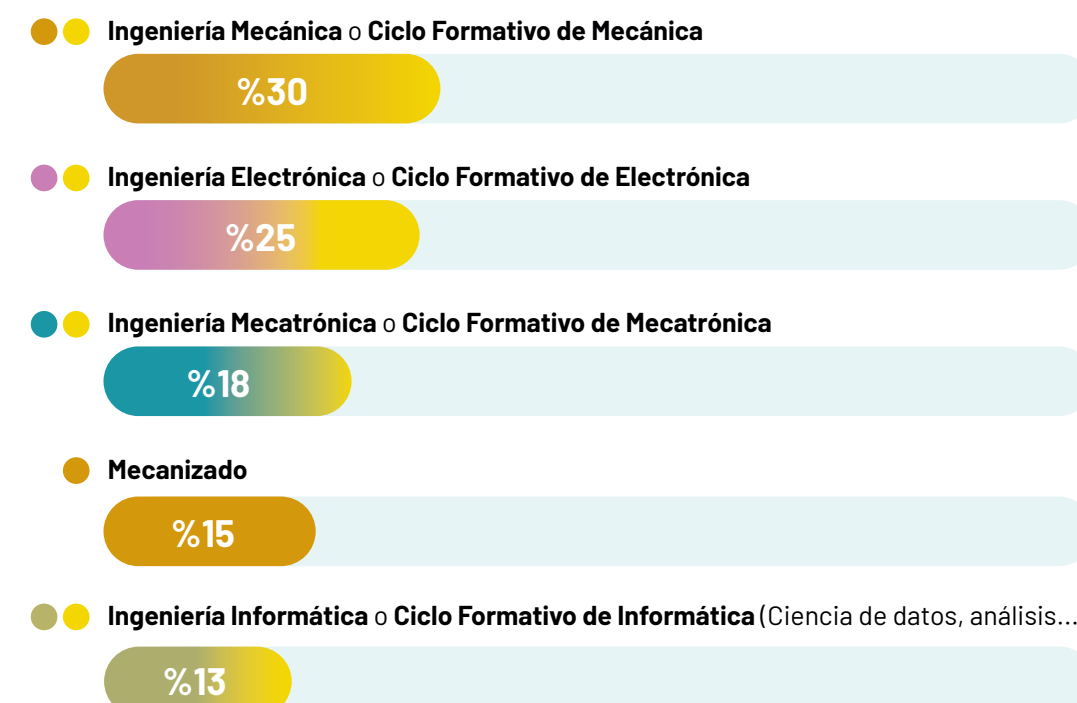 Ingeniería Mecánica o Ciclo Formativo de Mecánica
%30
Ingeniería Electrónica o Ciclo Formativo de Electrónica
%25
Ingeniería Mecatrónica o Ciclo Formativo de Mecatrónica
%18
Mecanizado
%15
Ingeniería Informática o Ciclo Formativo de Informática (Ciencia de datos, análisis...
%13